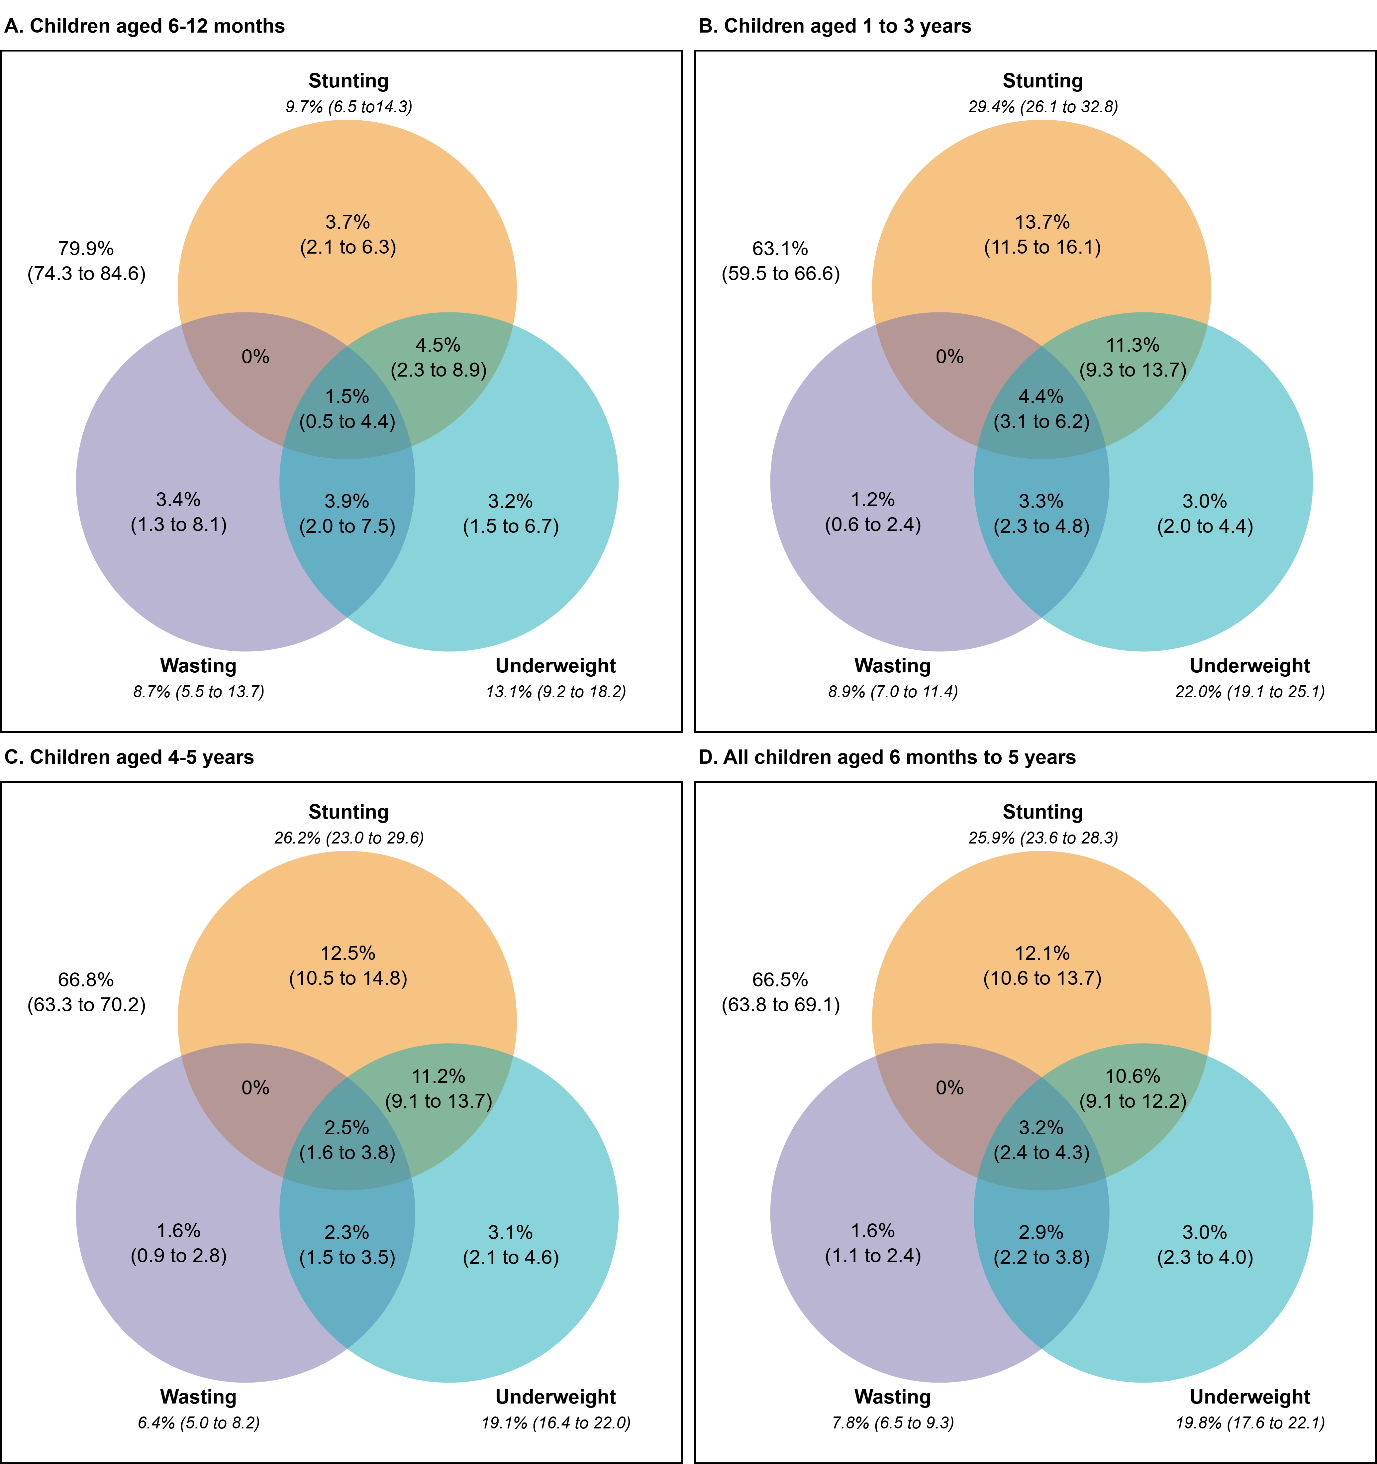 A. Children aged 6-12 months
Stunting
9.7% (6.5 to14.3)
3.7%
(2.1 to 6.3)
79.9%
(74.3 to 84.6)
0%
4.5%
(2.3 to 8.9)
1.5%
(0.5 to 4.4)
3.4%
(1.3 to 8.1)
3.9%
(2.0 to 7.5)
3.2%
(1.5 to 6.7)
Wasting
8.7% (5.5 to 13.7)
Underweight
13.1% (9.2 to 18.2)
B. Children aged 1 to 3 years
Stunting
29.4% (26.1 to 32.8)
13.7%
(11.5 to 16.1)
63.1%
(59.5 to 66.6)
0%
11.3%
(9.3 to 13.7)
4.4%
(3.1 to 6.2)
1.2%
(0.6 to 2.4)
3.3%
(2.3 to 4.8)
3.0%
(2.0 to 4.4)
Wasting
8.9% (7.0 to 11.4)
Underweight
22.0% (19.1 to 25.1)
C. Children aged 4-5 years
Stunting
26.2% (23.0 to 29.6)
12.5%
(10.5 to 14.8)
66.8%
(63.3 to 70.2)
0%
11.2%
(9.1 to 13.7)
2.5%
(1.6 to 3.8)
1.6%
(0.9 to 2.8)
2.3%
(1.5 to 3.5)
3.1%
(2.1 to 4.6)
Wasting
6.4% (5.0 to 8.2)
Underweight
19.1% (16.4 to 22.0)
D. All children aged 6 months to 5 years
Stunting
25.9% (23.6 to 28.3)
12.1%
(10.6 to 13.7)
66.5%
(63.8 to 69.1)
0%
10.6%
(9.1 to 12.2)
3.2%
(2.4 to 4.3)
1.6%
(1.1 to 2.4)
2.9%
(2.2 to 3.8)
3.0%
(2.3 to 4.0)
Wasting
7.8% (6.5 to 9.3)
Underweight
19.8% (17.6 to 22.1)